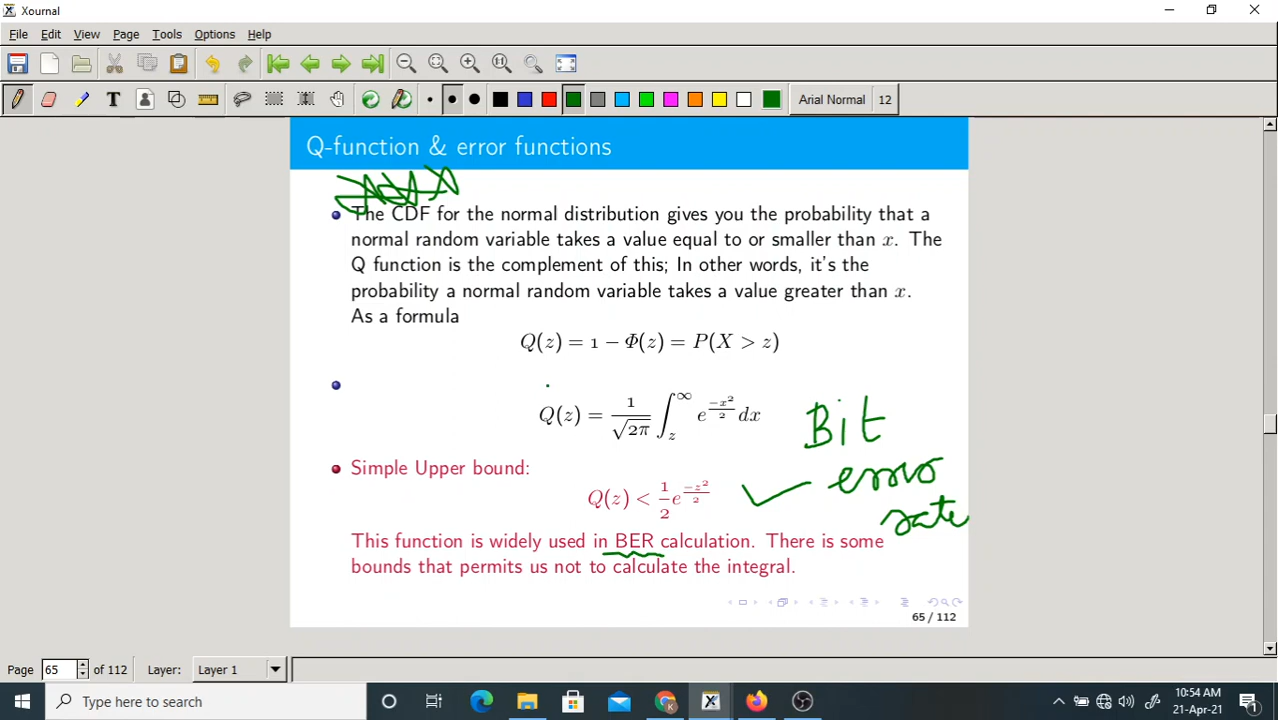 Xournal
File Edit View Page Tools Options Help
Arial Normal 12
Q-function & error functions
The CDF for the normal distribution gives you the probability that a
normal random variable takes a value equal to or smaller than x. The
Q function is the complement of this; In other words, it's the
probability a normal random variable takes a value greater than x.
As a formula
Q(z) = 1 − Φ(z) = P(X > z)
Q(z) = 1/√2π ∫_z^∞ e^(−x²/2) dx
Bit
Simple Upper bound:
error
Q(z) < 1/2 e^(−z²/2)
rate
This function is widely used in BER calculation. There is some
bounds that permits us not to calculate the integral.
65 / 112
Page 65 of 112 Layer: Layer 1
Type here to search
10:54 AM
21-Apr-21